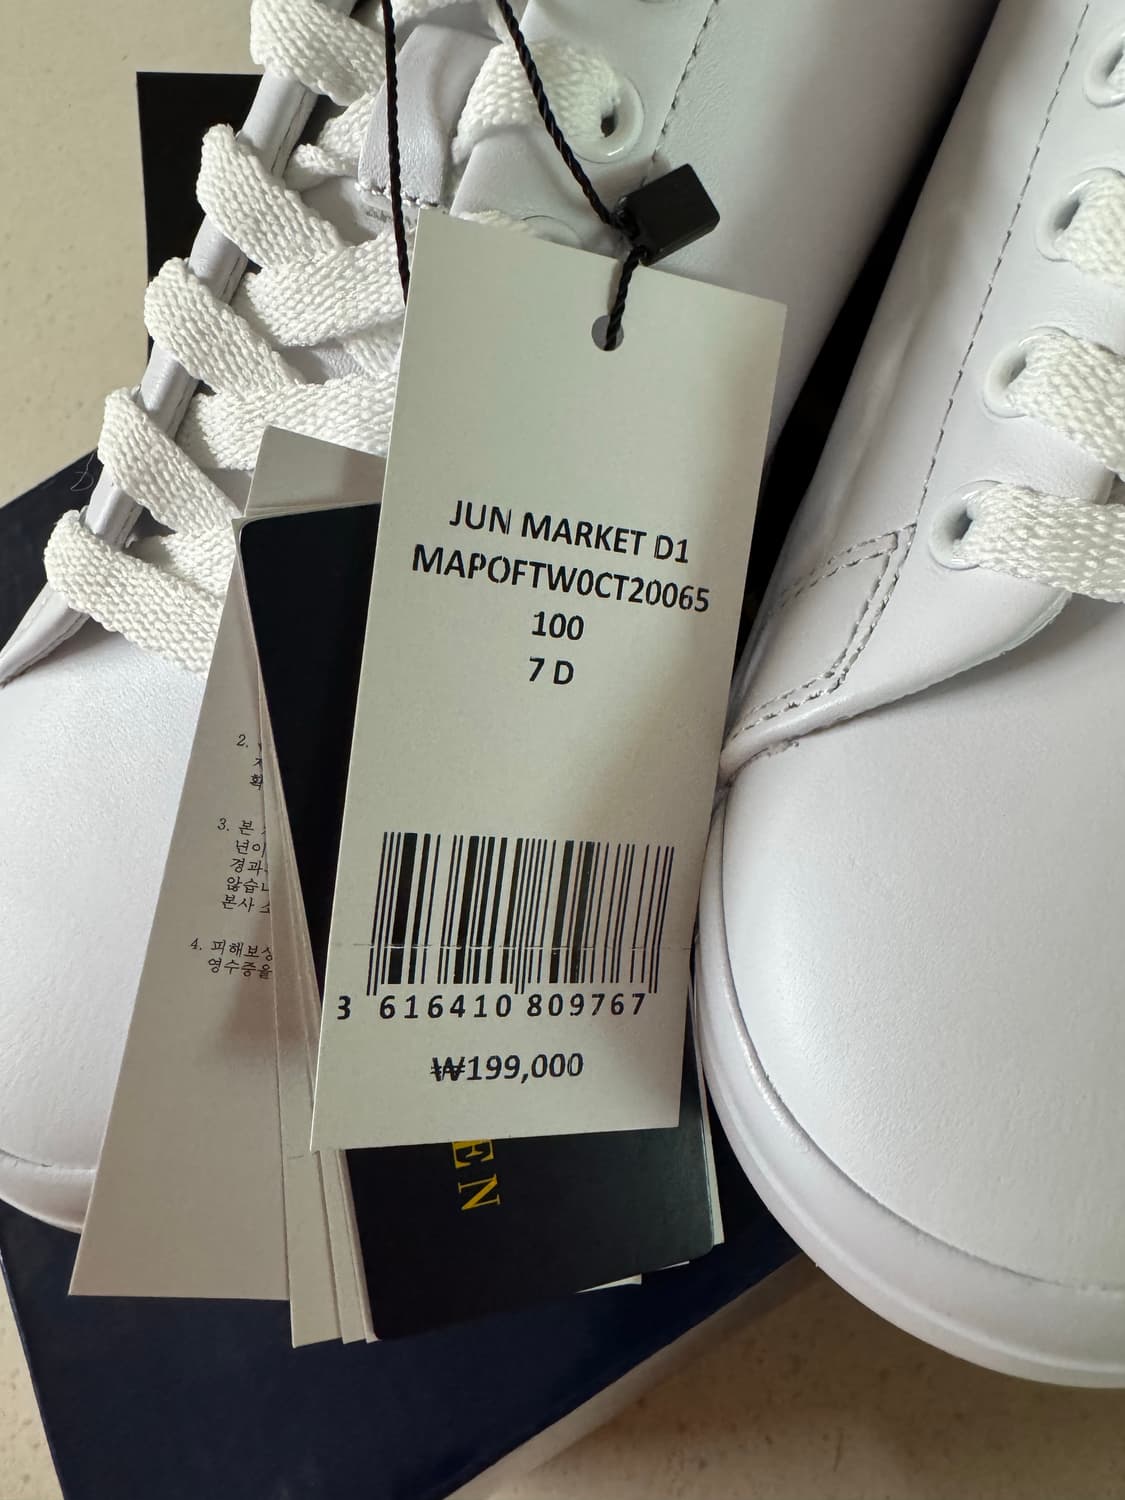 JUN MARKET D1
MAPOFTW0CT20065
100
7 D
3 616410 809767
₩199,000
2.
확
3. 본
년이
경과
않습니
본사
4. 피해보상
영수증을
EN